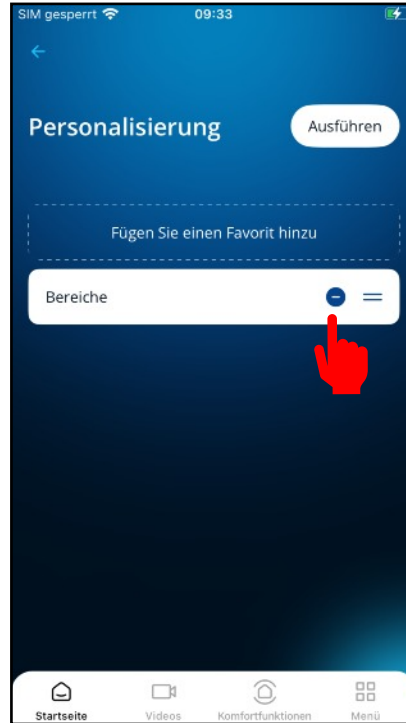 SIM gesperrt 09:33
Personalisierung
Ausführen
Fügen Sie einen Favorit hinzu
Bereiche
Startseite Videos Komfortfunktionen Menü